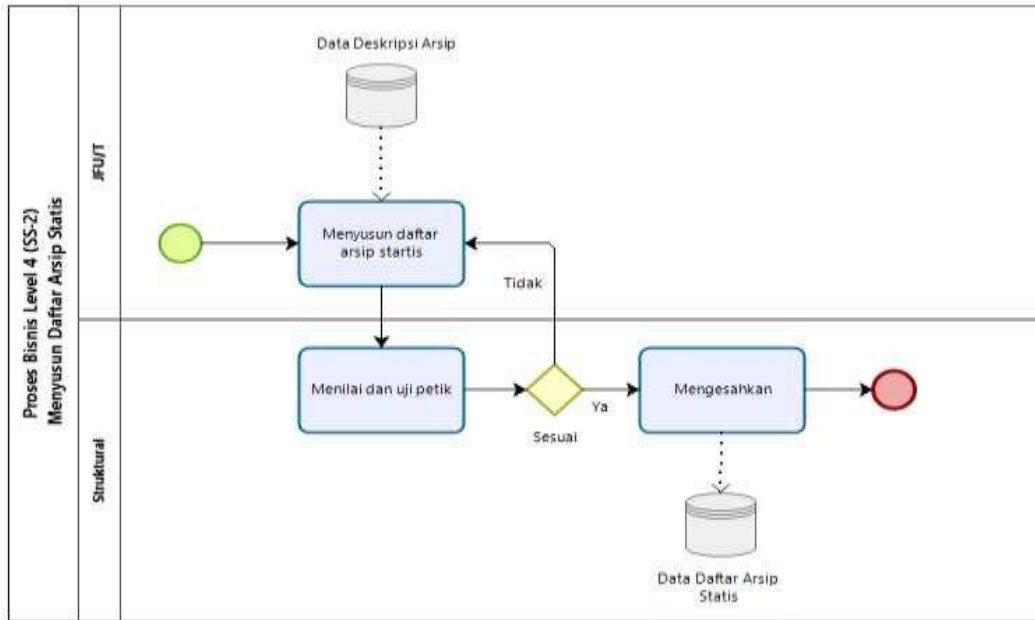 Proses Bisnis Level 4 (SS-2)
Menyusun Daftar Arsip Statis
JFU/T
Data Deskripsi Arsip
Menyusun daftar
arsip startis
Tidak
Struktural
Menilai dan uji petik
Sesuai
Ya
Mengesahkan
Data Daftar Arsip
Statis